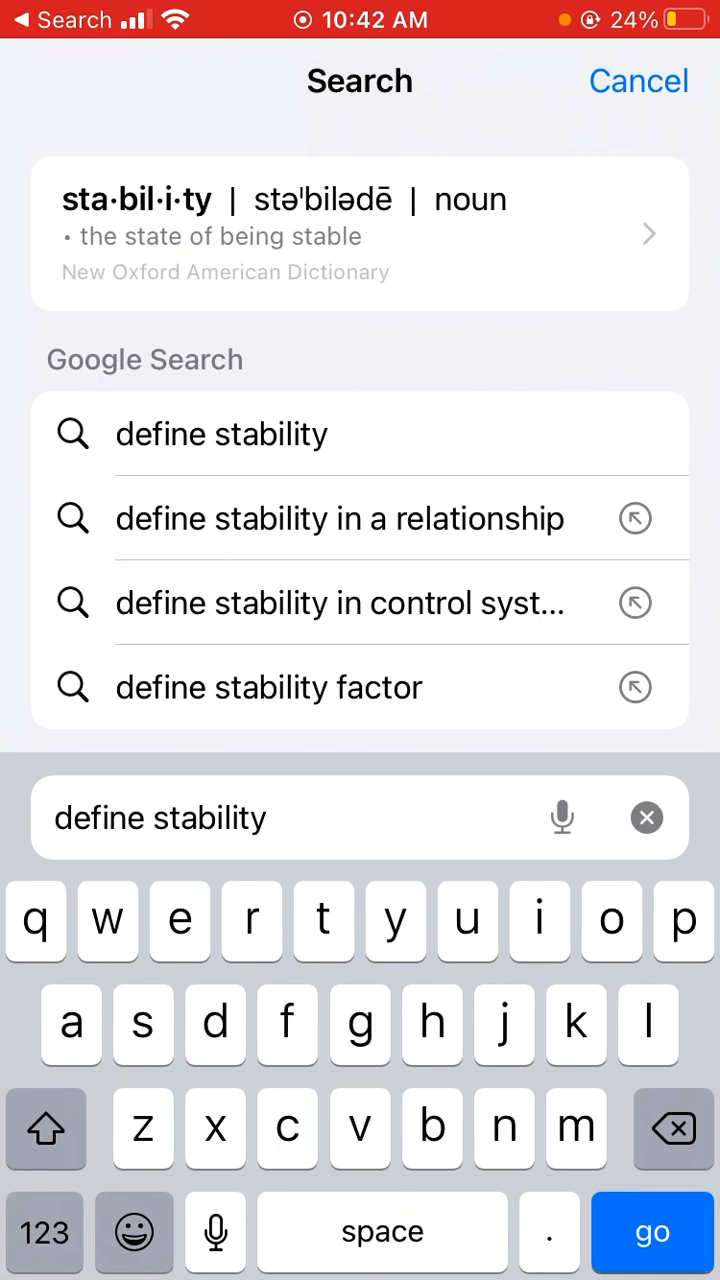 Search 10:42 AM 24%
Search Cancel
sta·bil·i·ty | stə'bilədē | noun
• the state of being stable
New Oxford American Dictionary
Google Search
define stability
define stability in a relationship
define stability in control syst...
define stability factor
define stability
q w e r t y u i o p
a s d f g h j k l
z x c v b n m
123 space . go